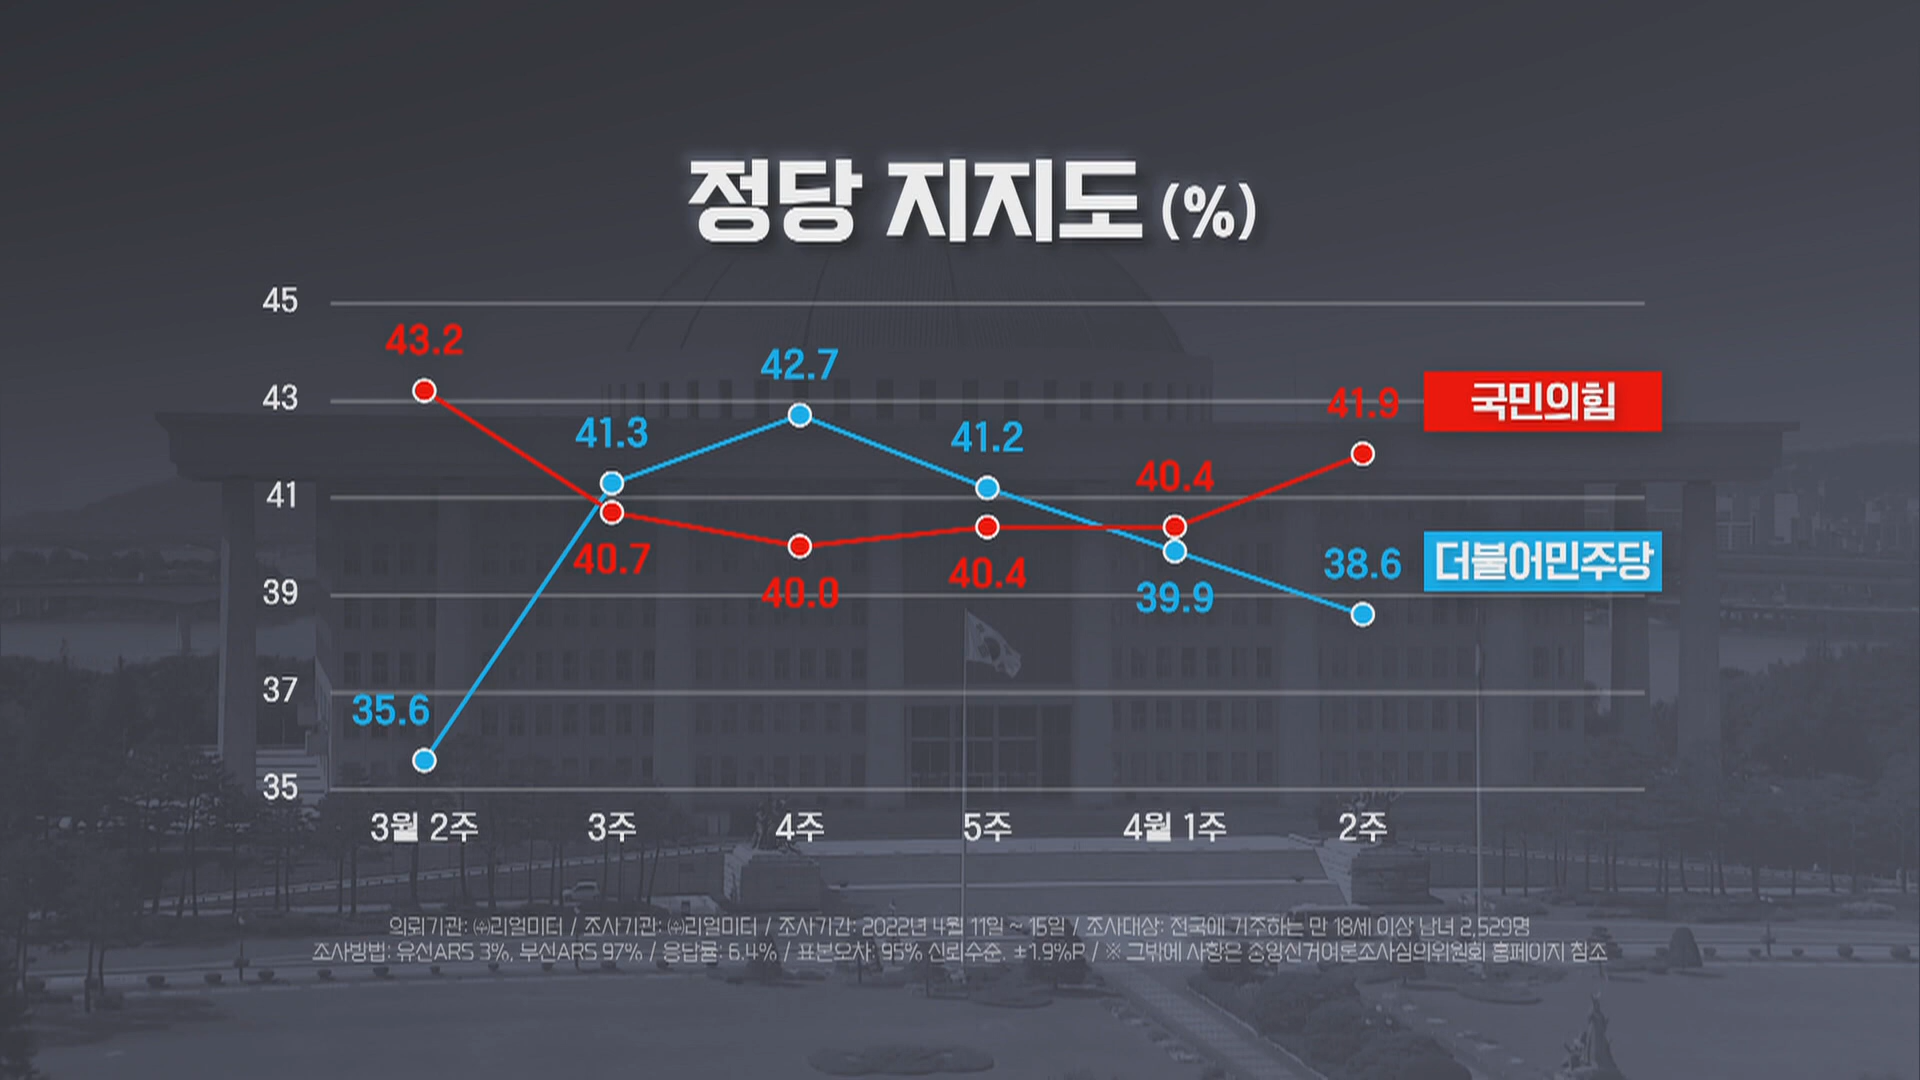 정당 지지도 (%)
45
43
41
39
37
35
43.2
40.7
40.0
40.4
40.4
41.9
국민의힘
35.6
41.3
42.7
41.2
39.9
38.6
더불어민주당
3월 2주
3주
4주
5주
4월 1주
2주
의뢰기관: ㈜리얼미터 / 조사기관: ㈜리얼미터 / 조사기간: 2022년 4월 11일 ~ 15일 / 조사대상: 전국에 거주하는 만 18세 이상 남녀 2,529명
조사방법: 유선ARS 3%, 무선ARS 97% / 응답률: 6.4% / 표본오차: 95% 신뢰수준, ±1.9%P / ※ 그밖에 사항은 중앙선거여론조사심의위원회 홈페이지 참조